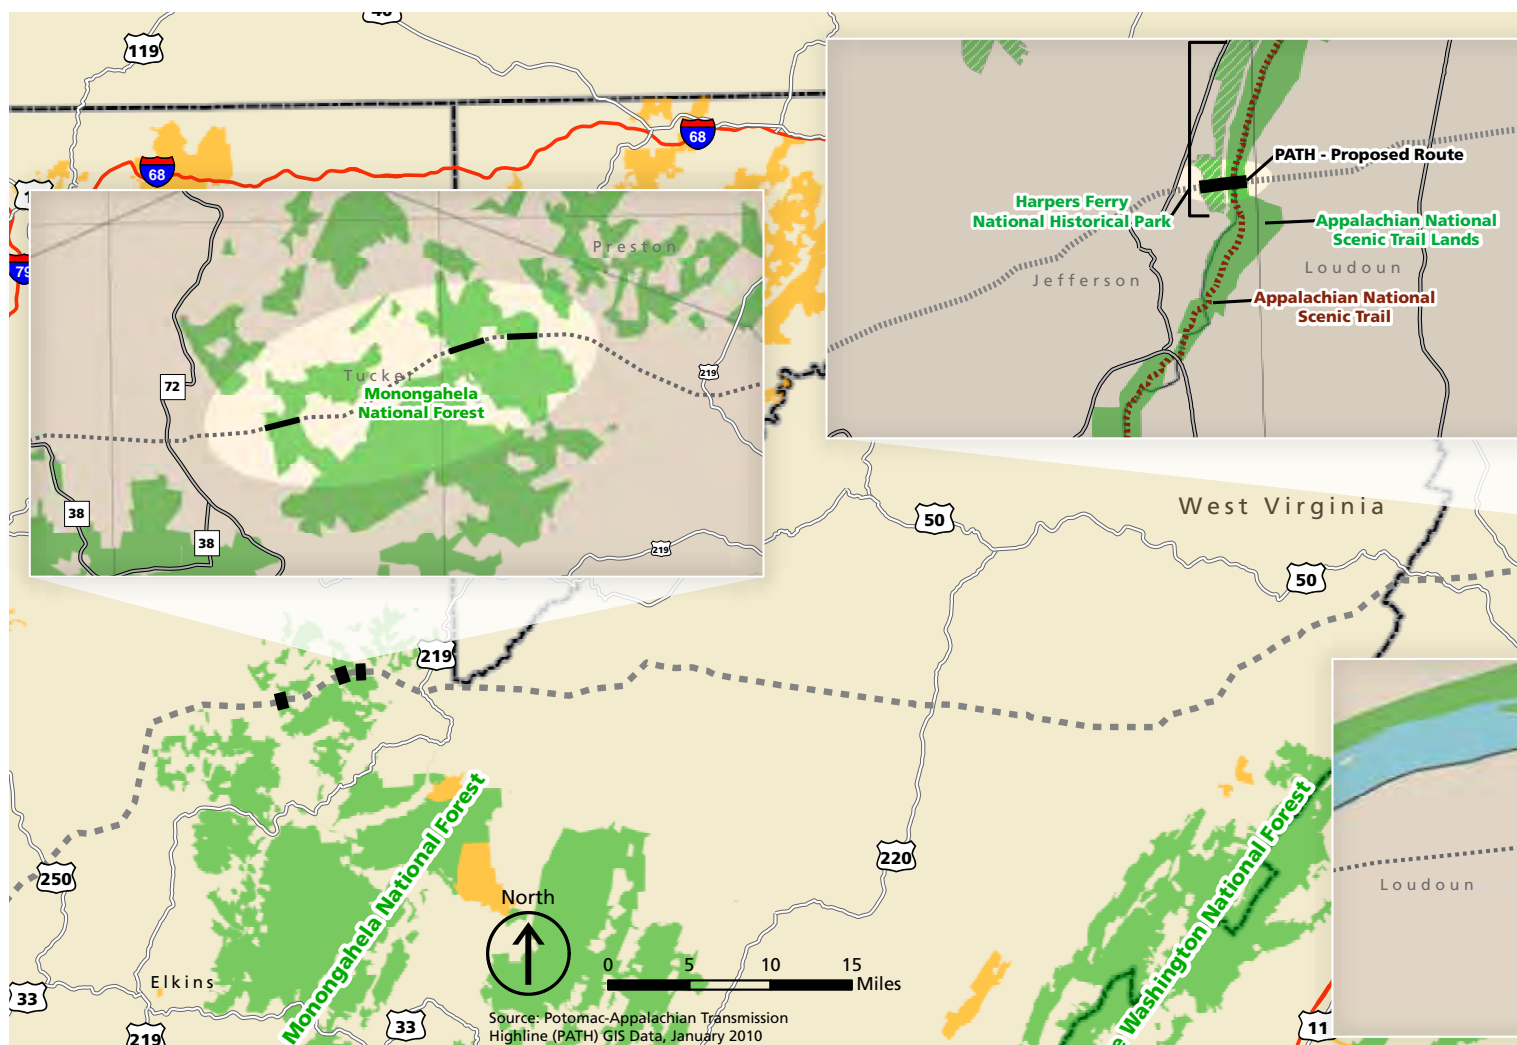 119
68
68
79
PATH - Proposed Route
Harpers Ferry
National Historical Park
Appalachian National
Scenic Trail Lands
Jefferson
Loudoun
Appalachian National
Scenic Trail
Preston
Tucker
Monongahela
National Forest
72
219
38
38
219
West Virginia
50
50
219
220
250
Monongahela National Forest
Washington National Forest
Loudoun
North
0 5 10 15
Miles
Elkins
33
33
219
11
Source: Potomac-Appalachian Transmission
Highline (PATH) GIS Data, January 2010